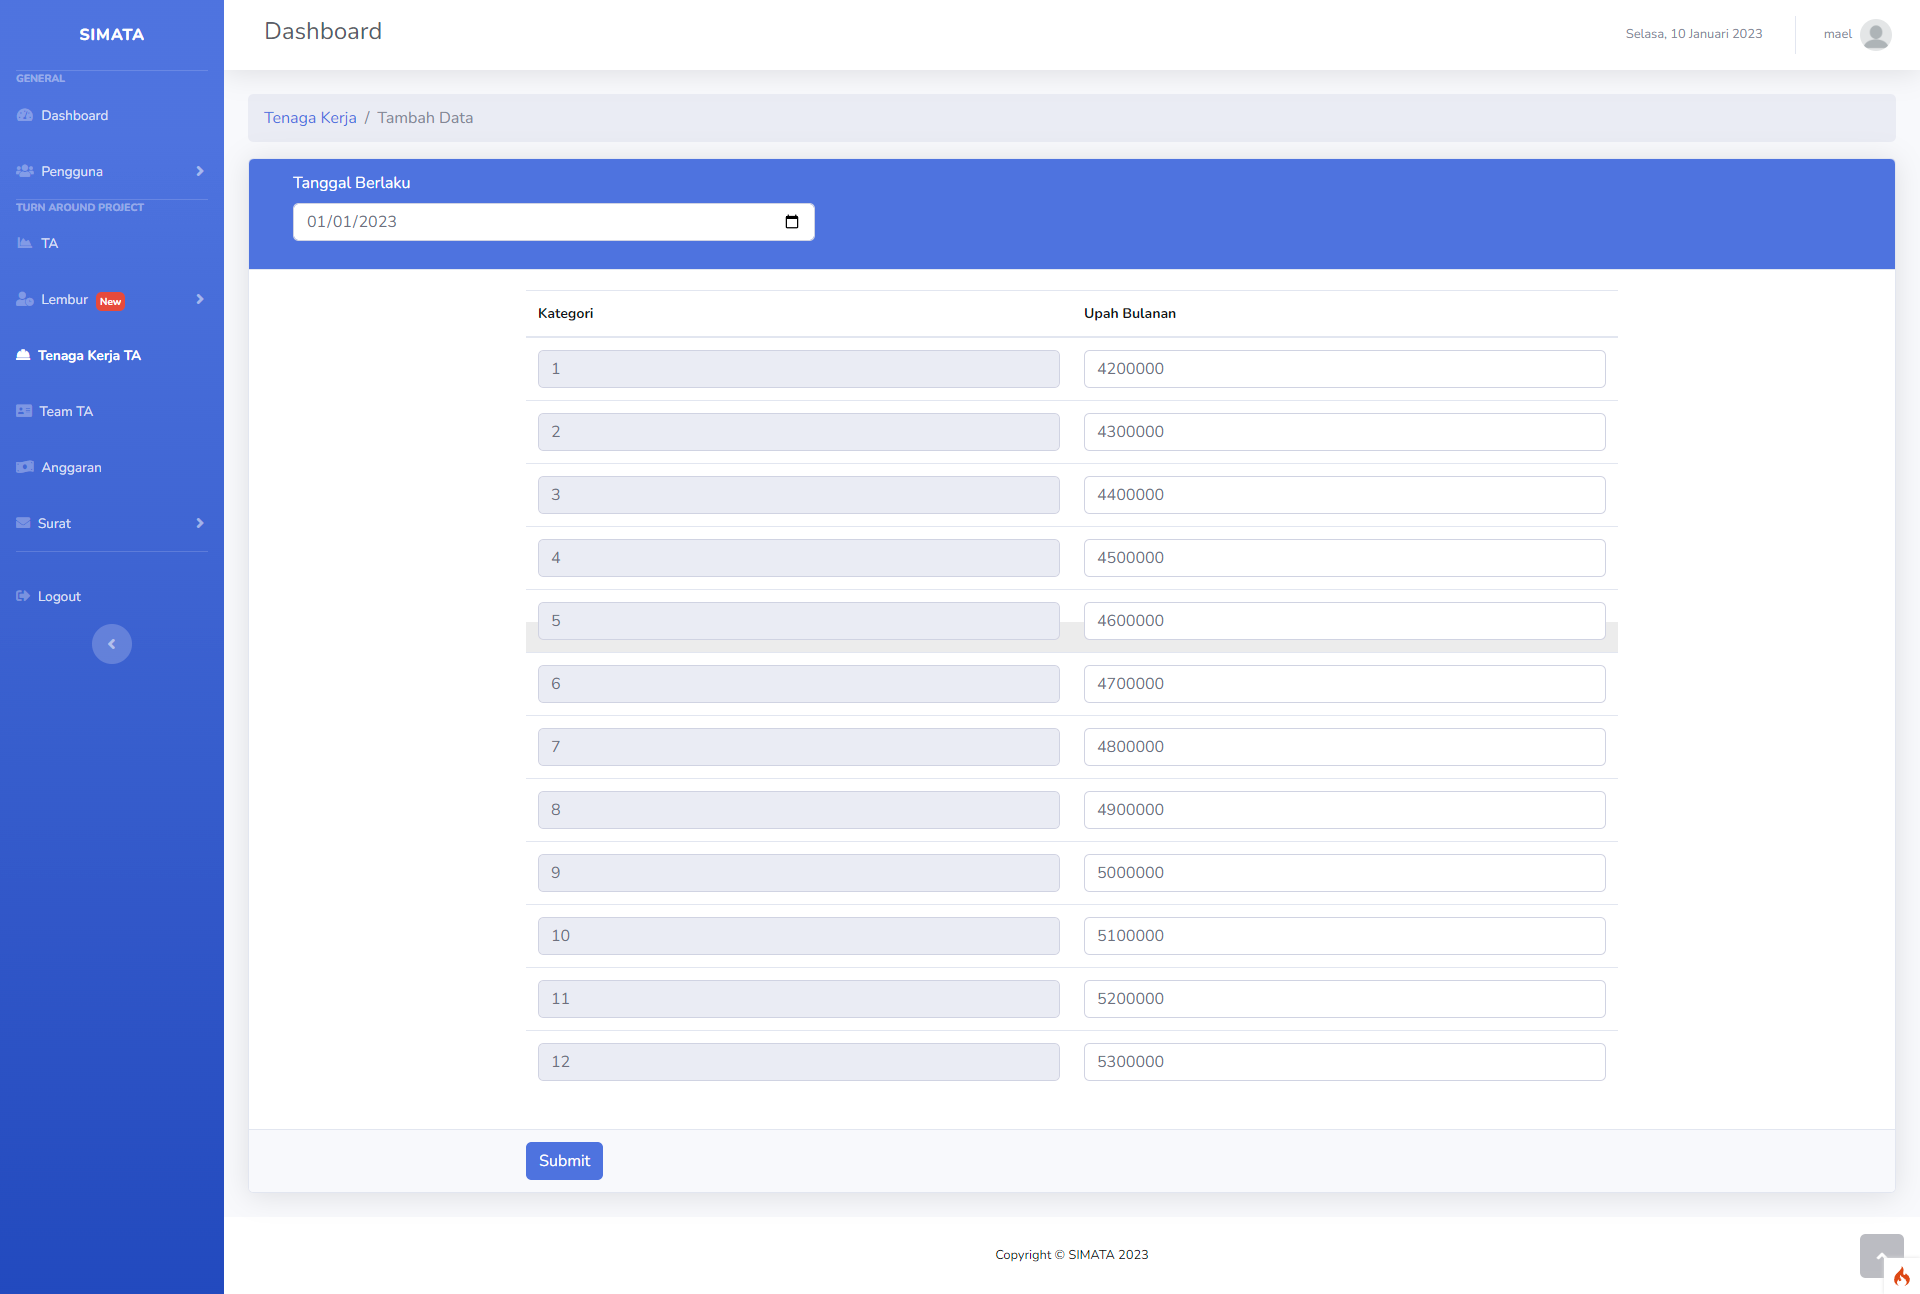 SIMATA
GENERAL
Dashboard
Pengguna
TURN AROUND PROJECT
TA
Lembur New
Tenaga Kerja TA
Team TA
Anggaran
Surat
Logout
Dashboard
Selasa, 10 Januari 2023
mael
Tenaga Kerja / Tambah Data
Tanggal Berlaku
01/01/2023
Kategori Upah Bulanan
1 4200000
2 4300000
3 4400000
4 4500000
5 4600000
6 4700000
7 4800000
8 4900000
9 5000000
10 5100000
11 5200000
12 5300000
Submit
Copyright © SIMATA 2023